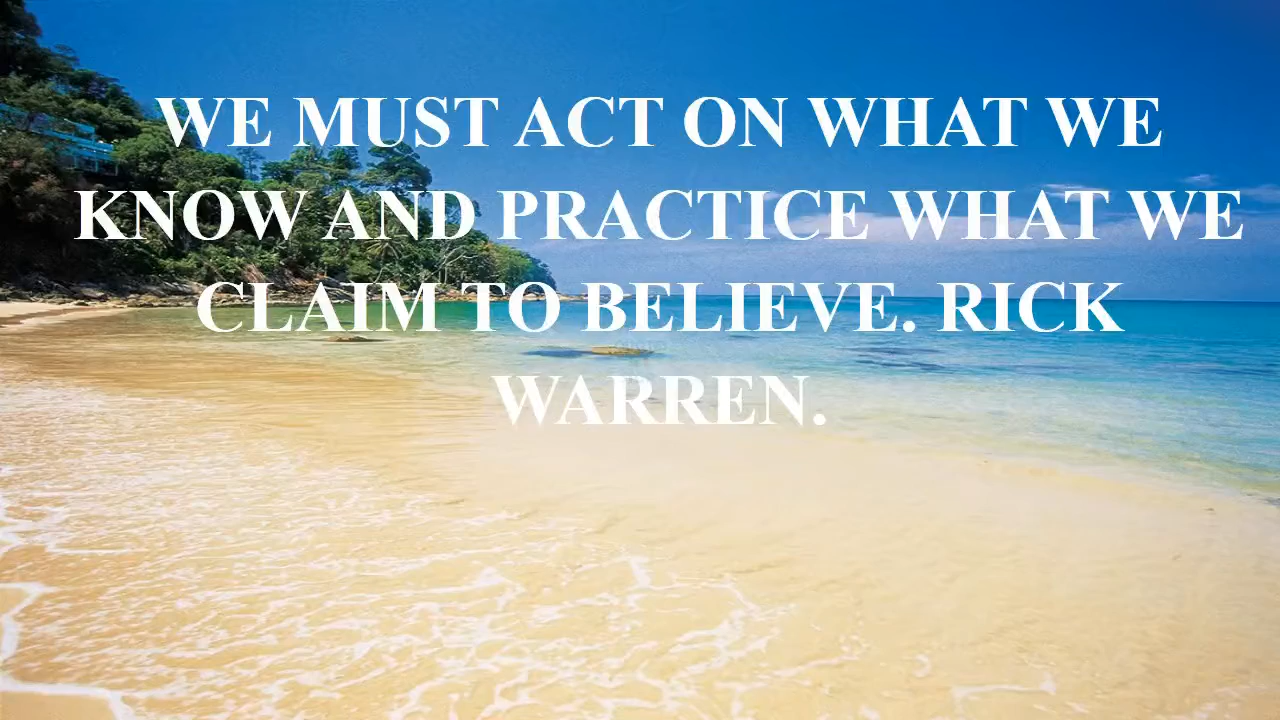 WE MUST ACT ON WHAT WE
KNOW AND PRACTICE WHAT WE
CLAIM TO BELIEVE. RICK
WARREN.